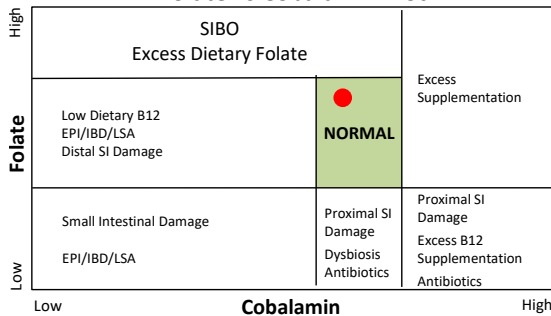 High
SIBO
Excess Dietary Folate
Excess
Supplementation
Low Dietary B12
EPI/IBD/LSA
Distal SI Damage
NORMAL
Folate
Small Intestinal Damage
EPI/IBD/LSA
Proximal SI
Damage
Dysbiosis
Antibiotics
Proximal SI
Damage
Excess B12
Supplementation
Antibiotics
Low
Low
Cobalamin
High